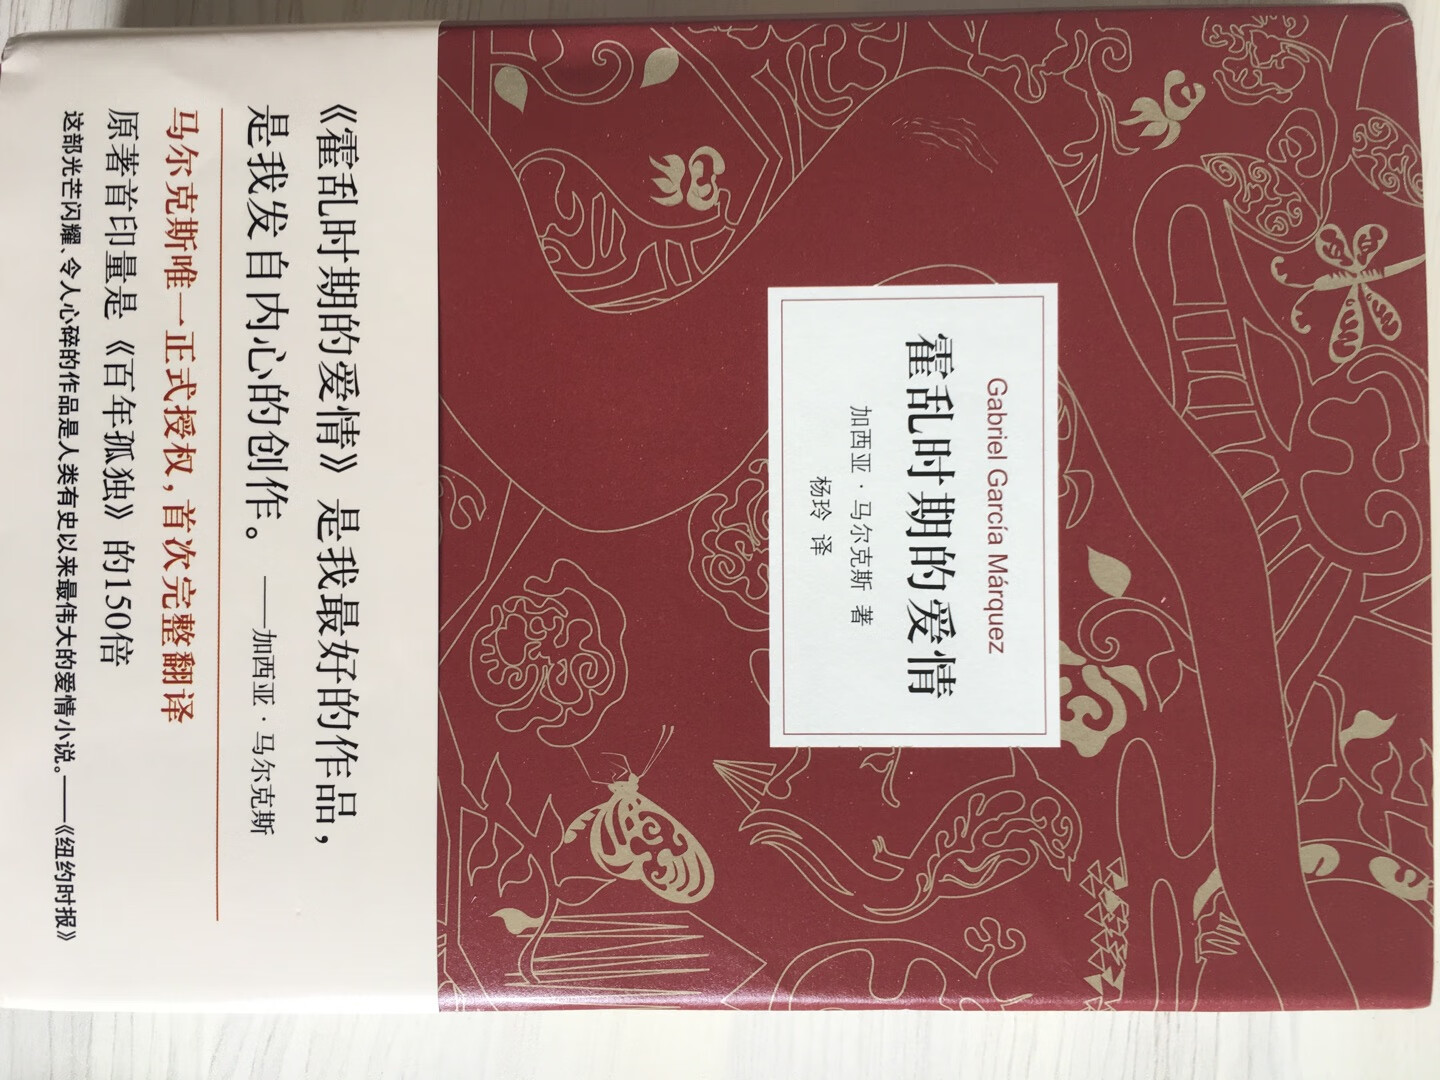 Gabriel García Márquez
霍乱时期的爱情
加西亚·马尔克斯 著
杨玲 译
《霍乱时期的爱情》是我最好的作品，
是我发自内心的创作。 ——加西亚·马尔克斯
马尔克斯唯一正式授权，首次完整翻译
原著首印量是《百年孤独》的150倍
这部光芒闪耀、令人心碎的作品是人类有史以来最伟大的爱情小说。——《纽约时报》